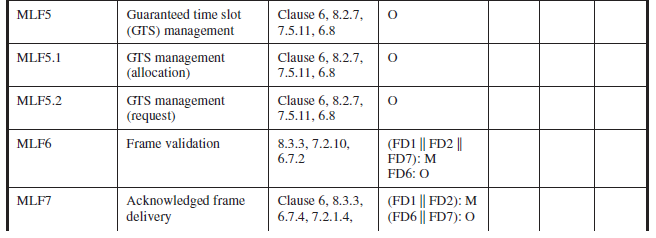 MLF5 Guaranteed time slot Clause 6, 8.2.7, O
(GTS) management 7.5.11, 6.8
MLF5.1 GTS management Clause 6, 8.2.7, O
(allocation) 7.5.11, 6.8
MLF5.2 GTS management Clause 6, 8.2.7, O
(request) 7.5.11, 6.8
MLF6 Frame validation 8.3.3, 7.2.10, (FD1 || FD2 ||
6.7.2 FD7): M
FD6: O
MLF7 Acknowledged frame Clause 6, 8.3.3, (FD1 || FD2): M
delivery 6.7.4, 7.2.1.4, (FD6 || FD7): O